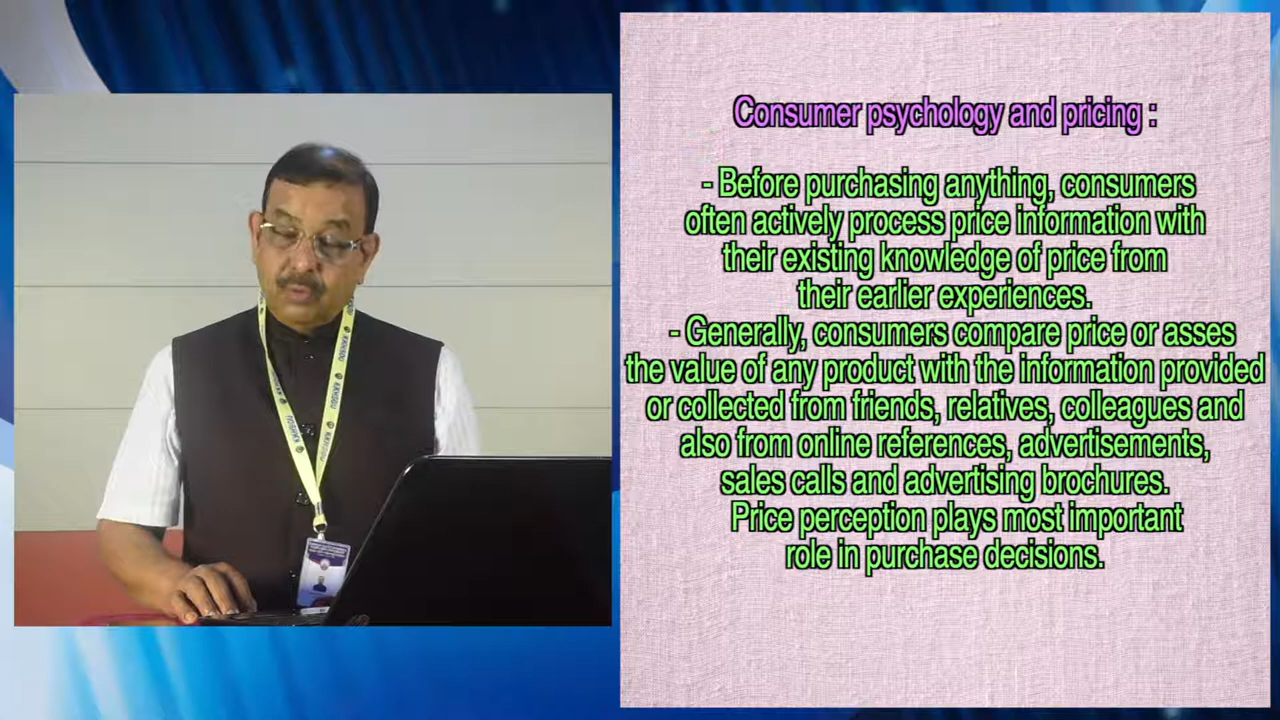 Consumer psychology and pricing :
- Before purchasing anything, consumers
often actively process price information with
their existing knowledge of price from
their earlier experiences.
- Generally, consumers compare price or asses
the value of any product with the information provided
or collected from friends, relatives, colleagues and
also from online references, advertisements,
sales calls and advertising brochures.
Price perception plays most important
role in purchase decisions.